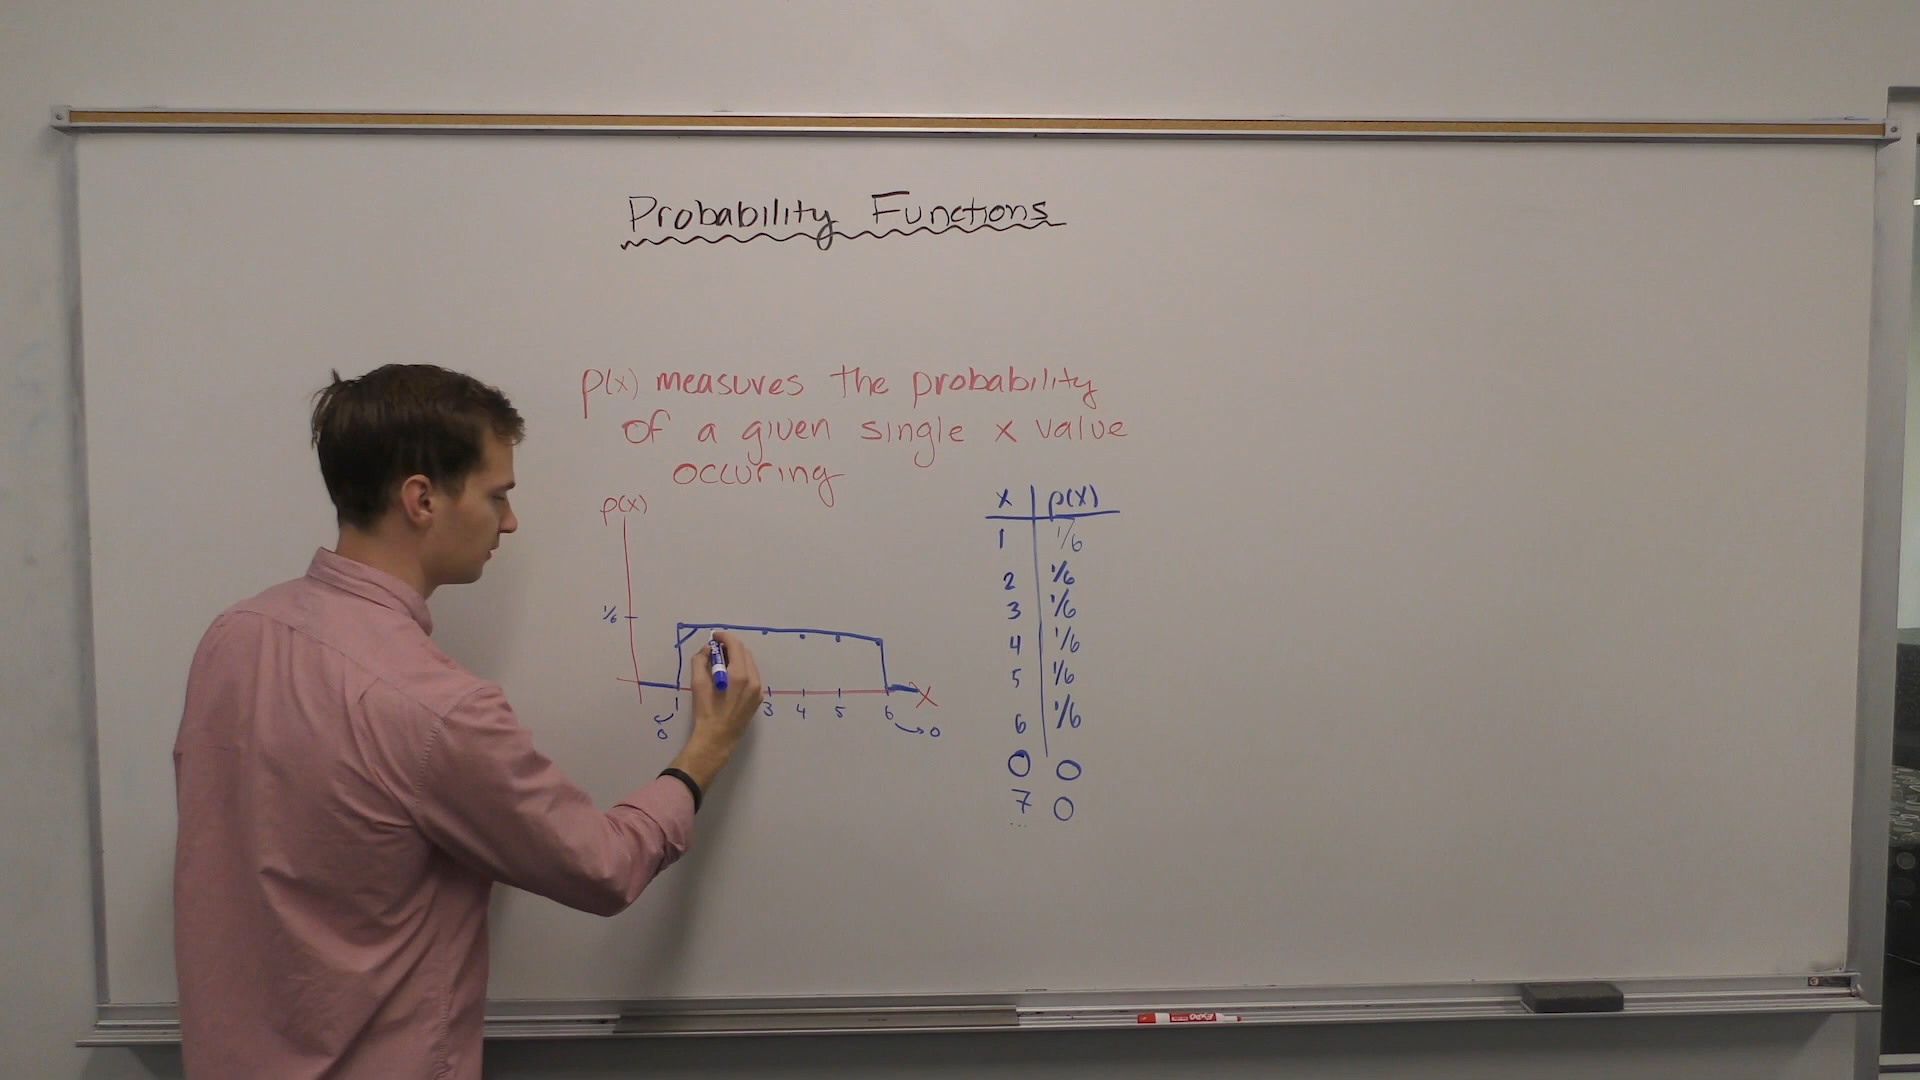 Probability Functions
p(x) measures the probability
of a given single x value
occuring
p(x)
1/6
1 3 4 5 6 X
0 0
x p(x)
1 1/6
2 1/6
3 1/6
4 1/6
5 1/6
6 1/6
0 0
7 0
...
EXPO